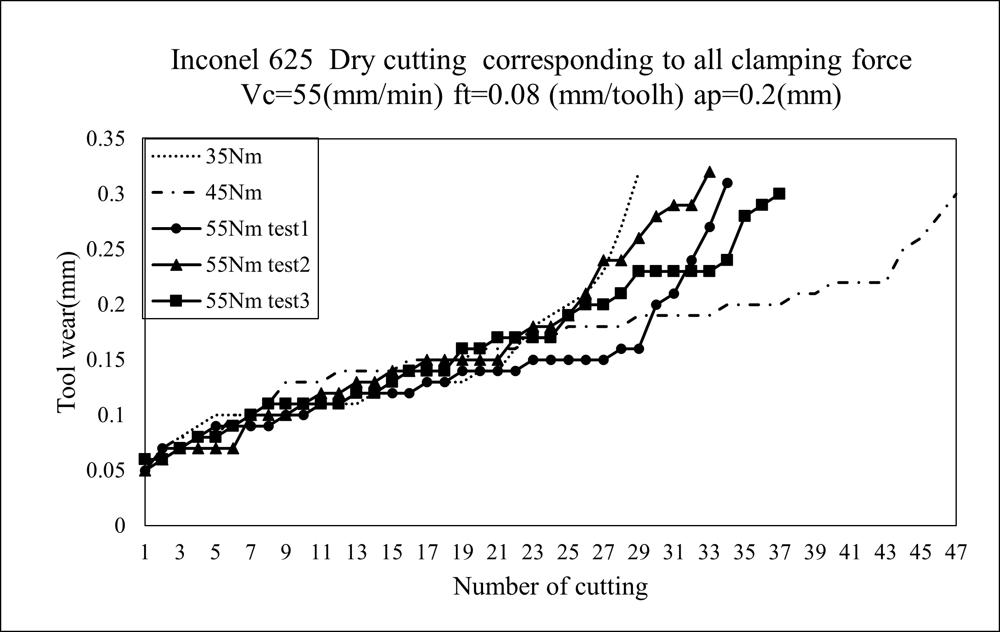 Inconel 625 Dry cutting corresponding to all clamping force
Vc=55(mm/min) ft=0.08 (mm/toolh) ap=0.2(mm)
0.35
0.3
0.25
0.2
0.15
0.1
0.05
0
Tool wear(mm)
35Nm
45Nm
55Nm test1
55Nm test2
55Nm test3
1 3 5 7 9 11 13 15 17 19 21 23 25 27 29 31 33 35 37 39 41 43 45 47
Number of cutting